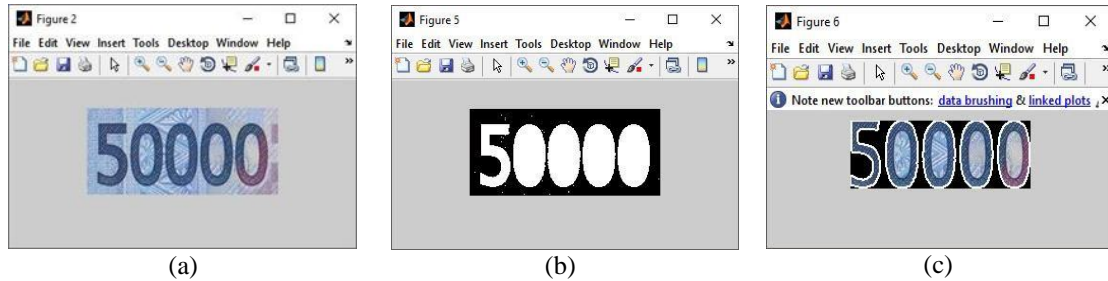 Figure 2
File Edit View Insert Tools Desktop Window Help
50000
(a)
Figure 5
File Edit View Insert Tools Desktop Window Help
50000
(b)
Figure 6
File Edit View Insert Tools Desktop Window Help
Note new toolbar buttons: data brushing & linked plots
50000
(c)